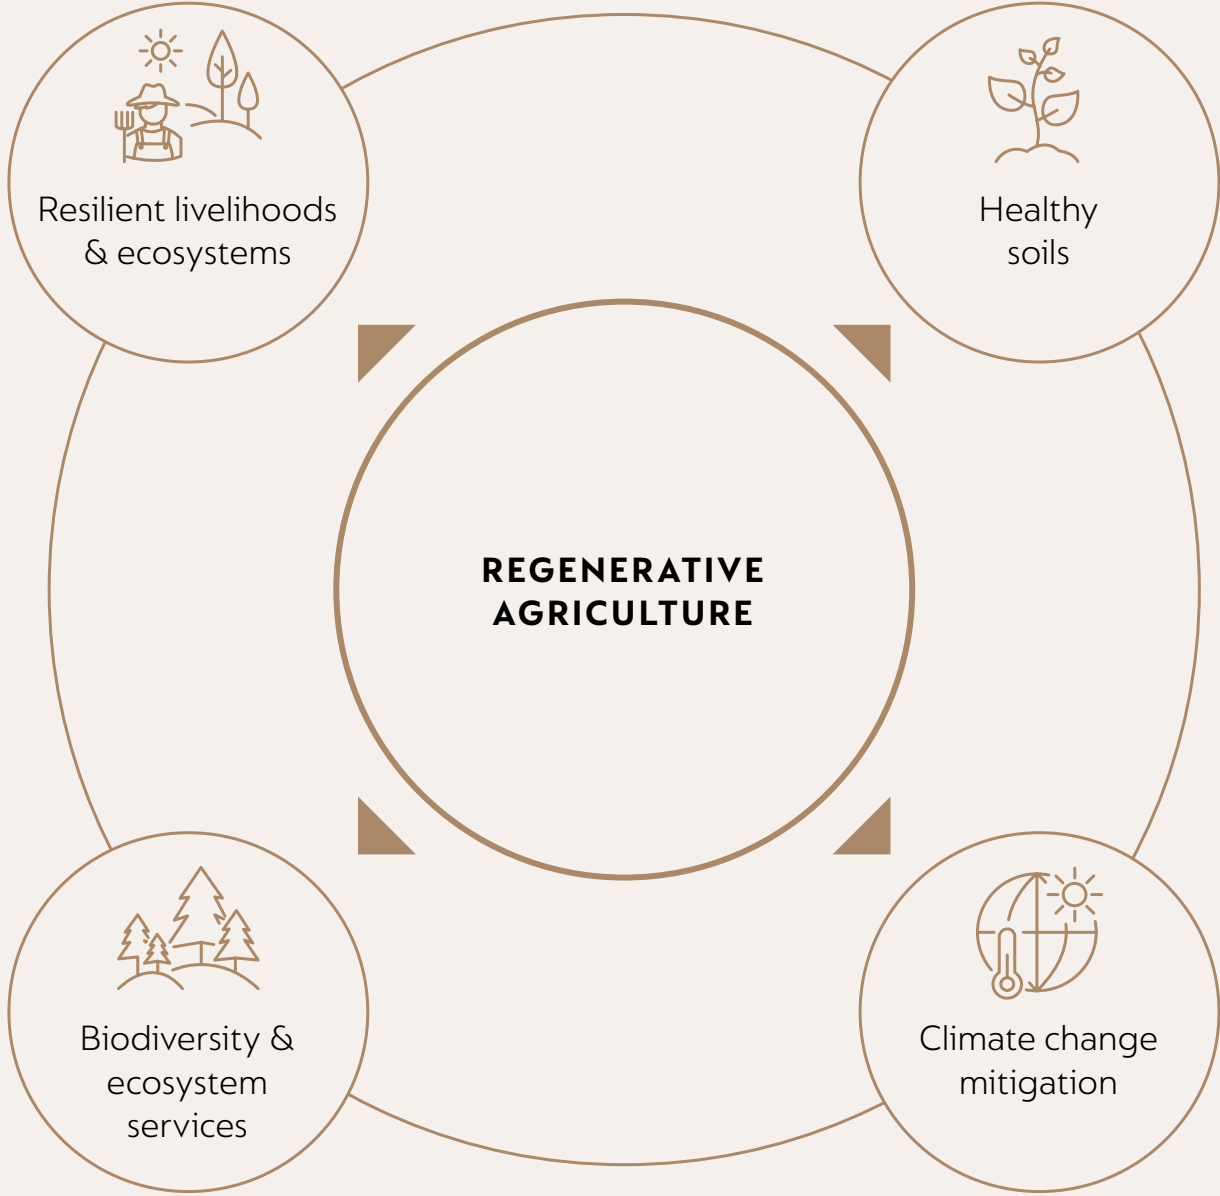 Resilient livelihoods
& ecosystems
Healthy
soils
REGENERATIVE
AGRICULTURE
Biodiversity &
ecosystem
services
Climate change
mitigation